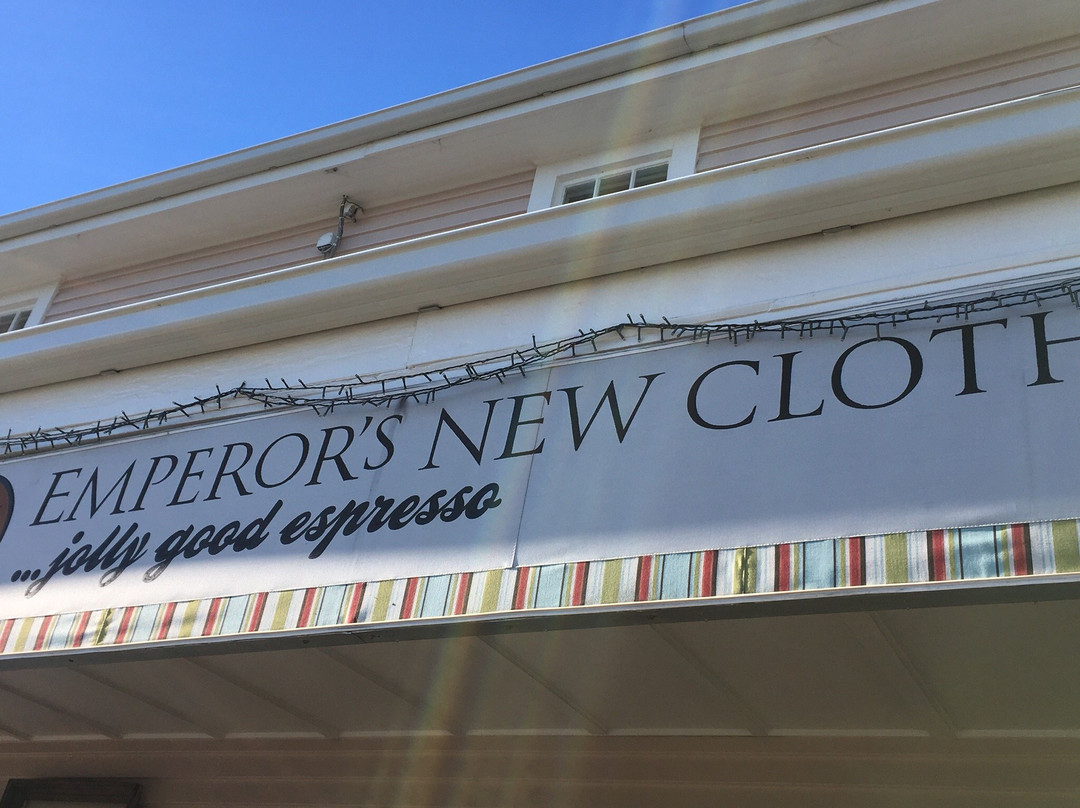 EMPEROR'S NEW CLOTH
...jolly good espresso